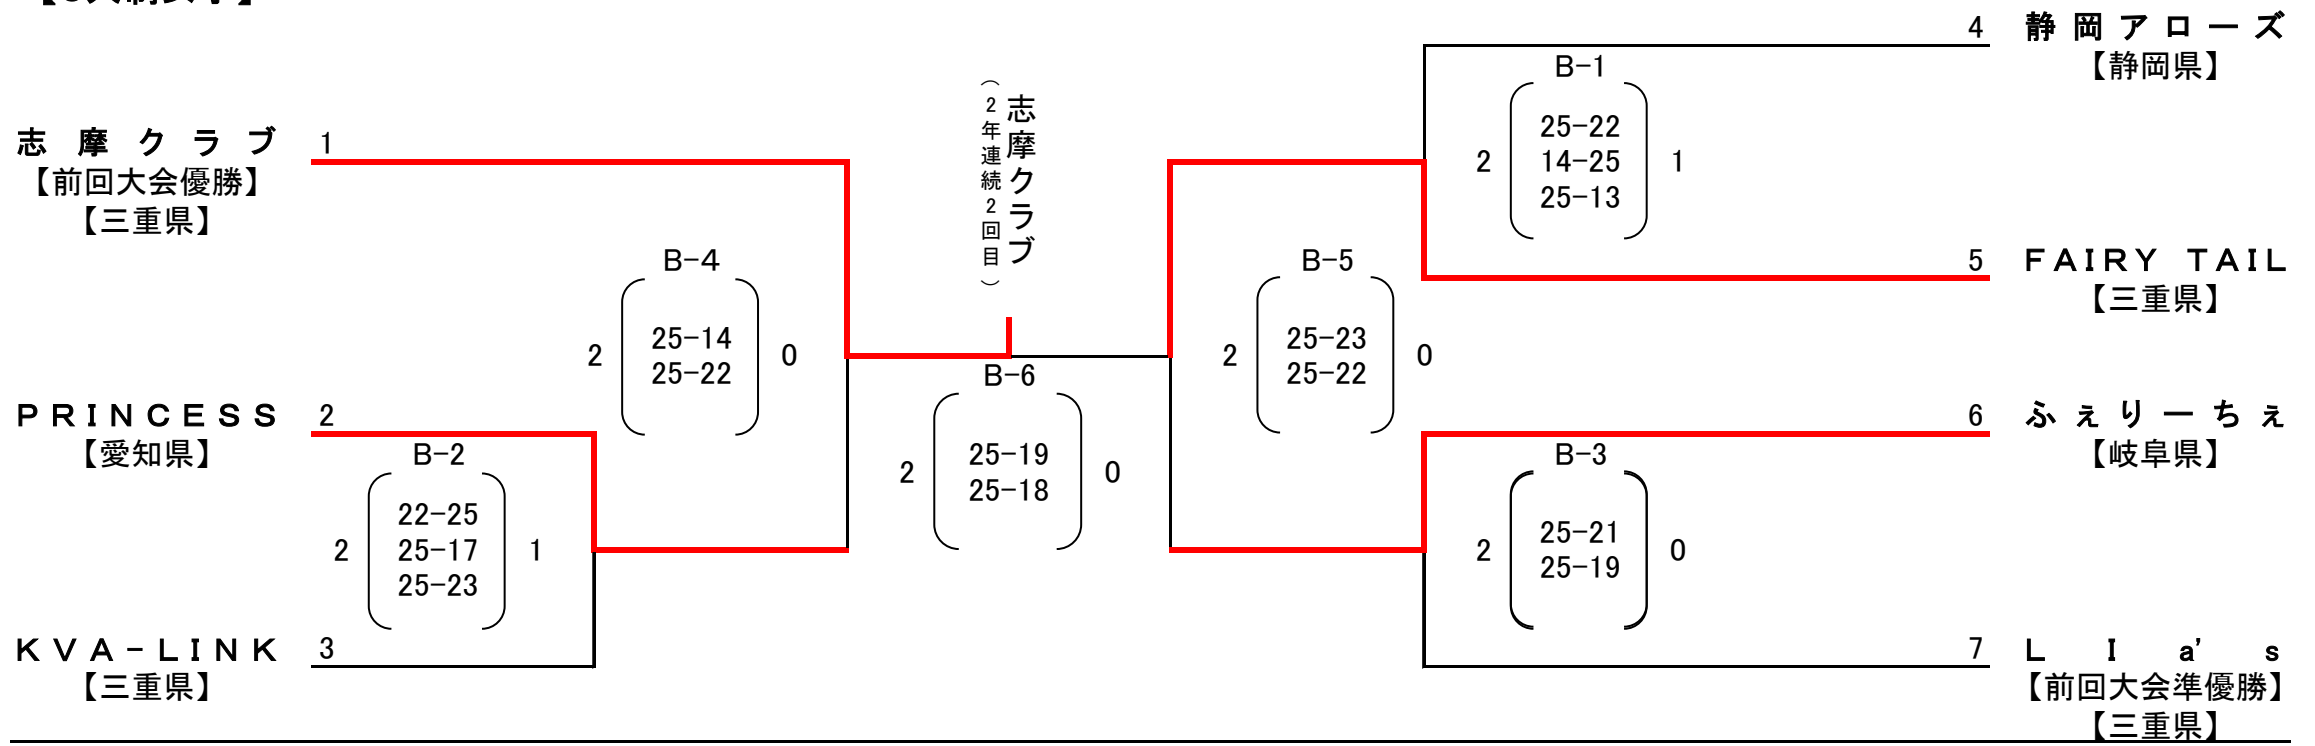 志摩クラブ
(2年連続2回目)
志摩クラブ 1
【前回大会優勝】
【三重県】
PRINCESS 2
【愛知県】
KVA-LINK 3
【三重県】
B-2
2 22-25 1
25-17
25-23
B-4
2 25-14 0
25-22
B-6
2 25-19 0
25-18
B-5
2 25-23 0
25-22
B-1
2 25-22 1
14-25
25-13
B-3
2 25-21 0
25-19
4 静岡アローズ
【静岡県】
5 FAIRY TAIL
【三重県】
6 ふぇりーちぇ
【岐阜県】
7 LIa's
【前回大会準優勝】
【三重県】